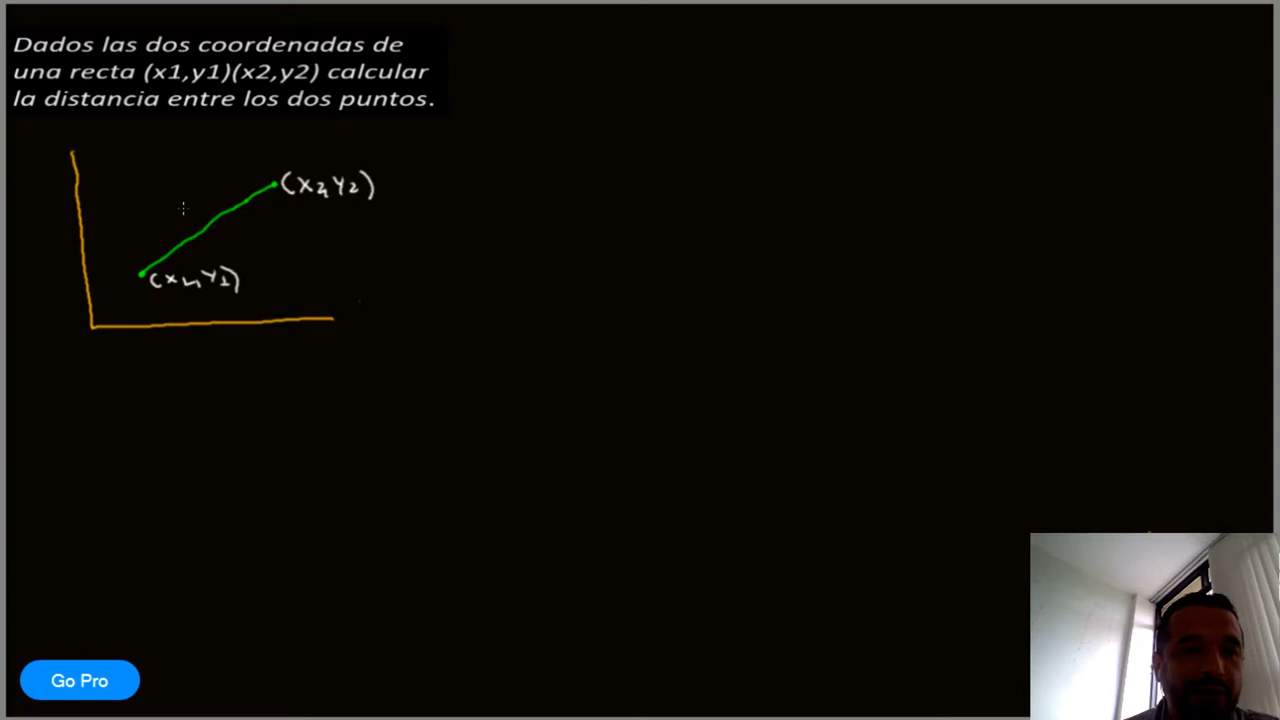 Dados las dos coordenadas de
una recta (x1,y1)(x2,y2) calcular
la distancia entre los dos puntos.
(x2,y2)
(x1,y1)
Go Pro